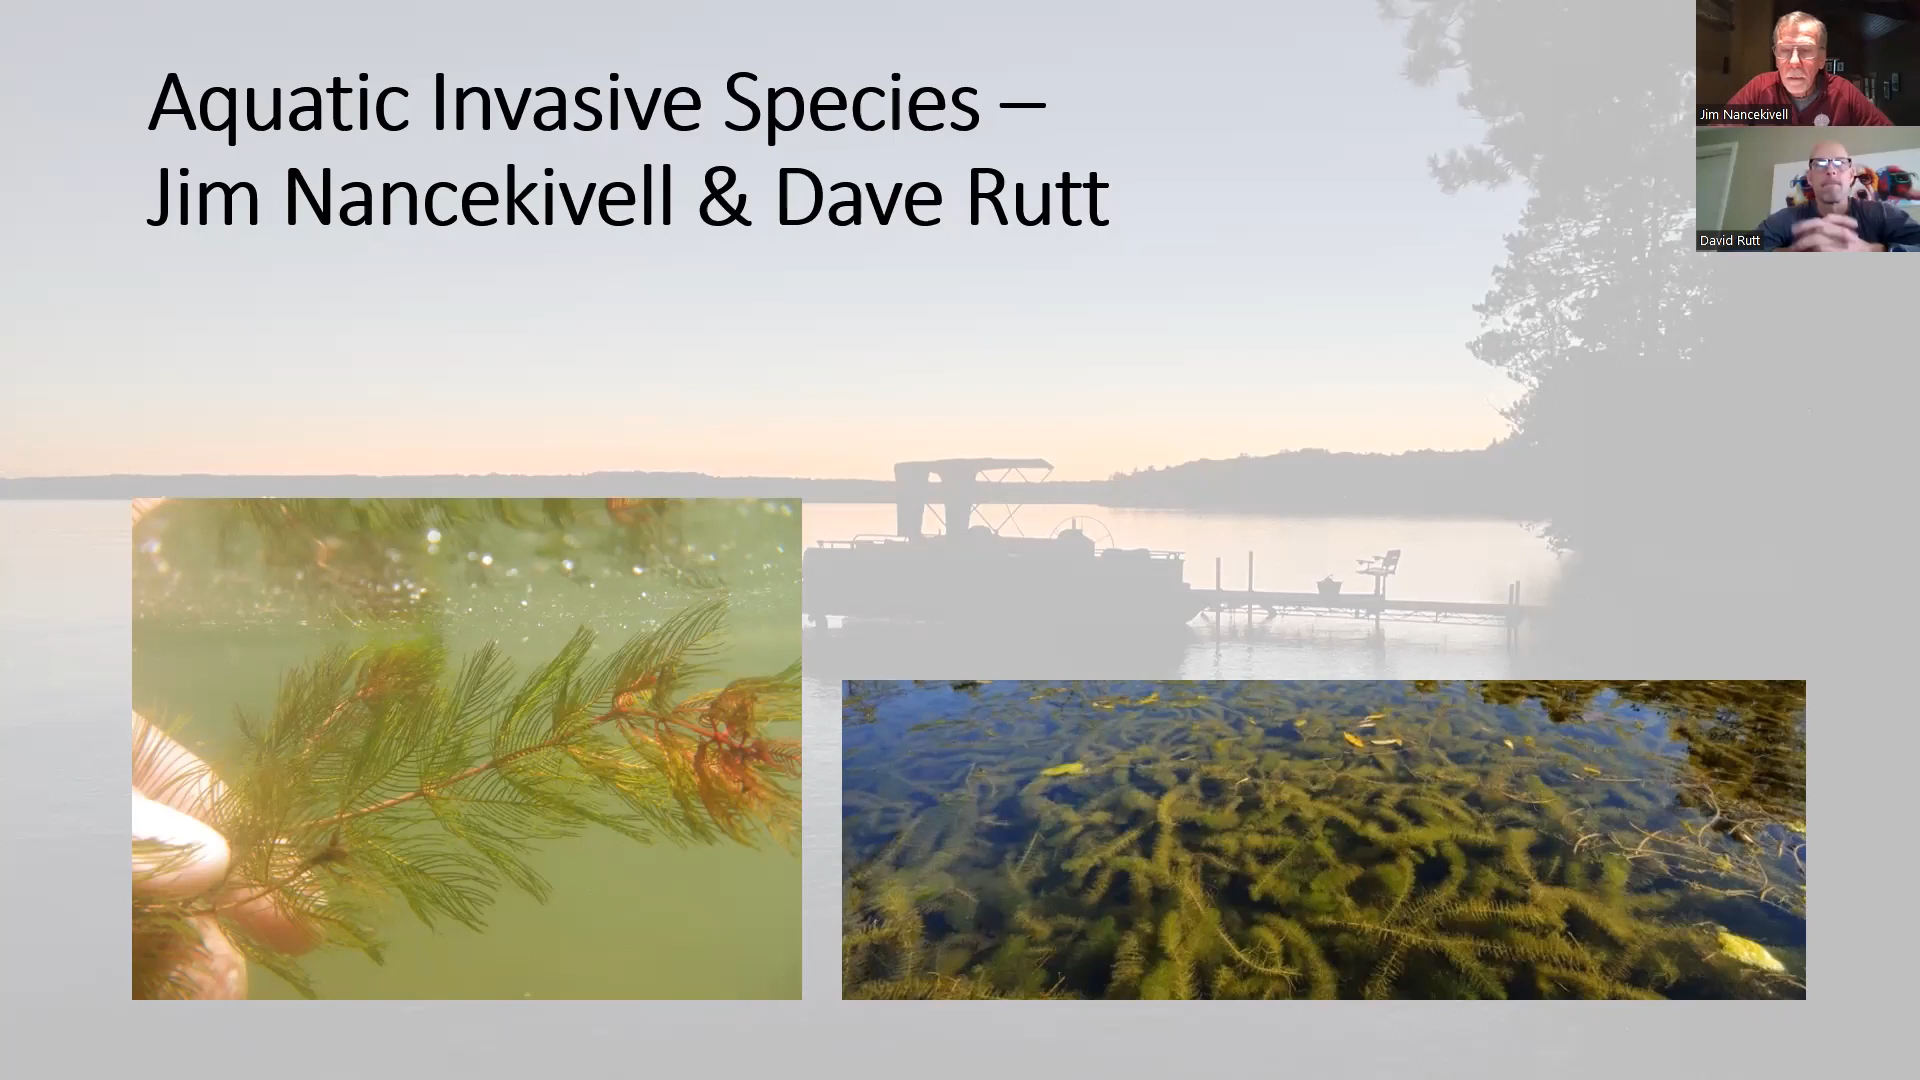 Aquatic Invasive Species –
Jim Nancekivell & Dave Rutt
Jim Nancekivell
David Rutt